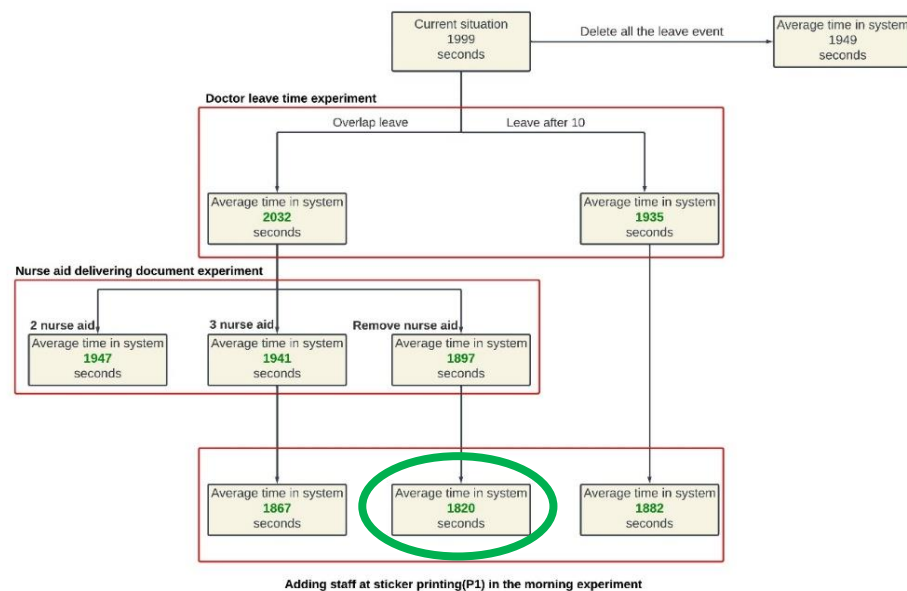 Current situation
1999
seconds
Delete all the leave event
Average time in system
1949
seconds
Doctor leave time experiment
Overlap leave
Leave after 10
Average time in system
2032
seconds
Average time in system
1935
seconds
Nurse aid delivering document experiment
2 nurse aid
3 nurse aid
Remove nurse aid
Average time in system
1947
seconds
Average time in system
1941
seconds
Average time in system
1897
seconds
Average time in system
1867
seconds
Average time in system
1820
seconds
Average time in system
1882
seconds
Adding staff at sticker printing(P1) in the morning experiment